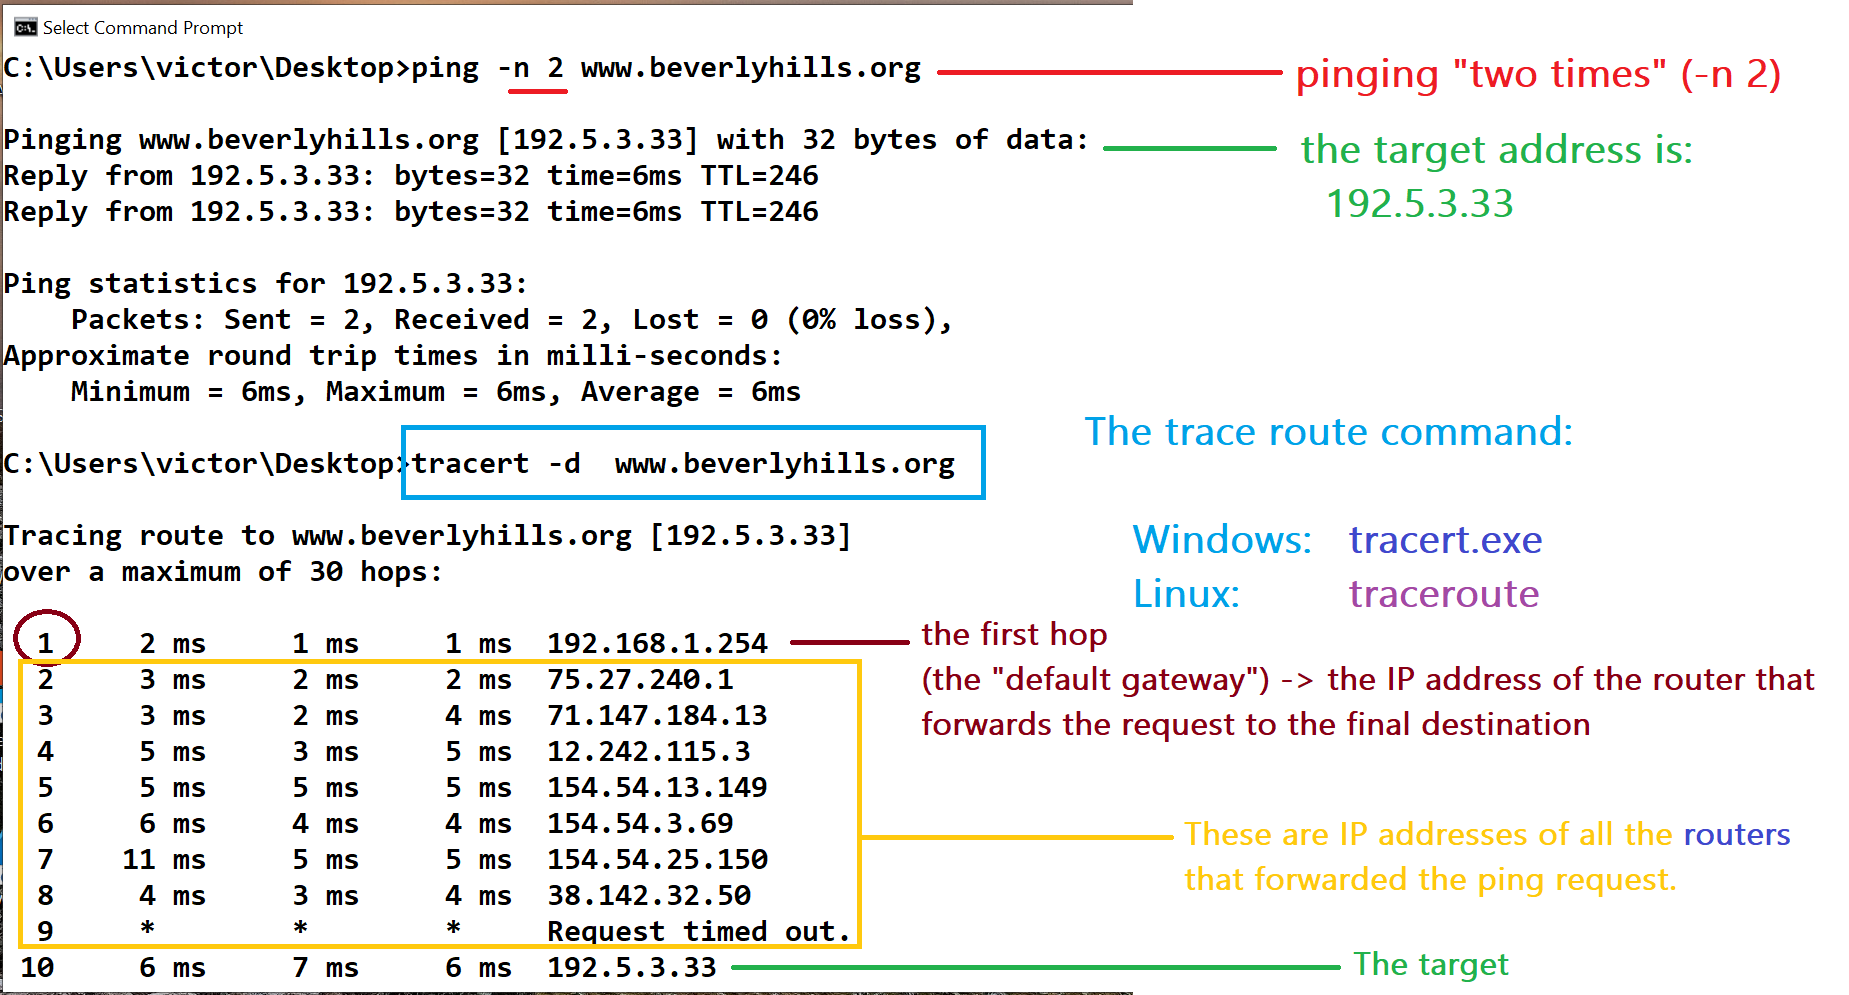 Select Command Prompt
C:\Users\victor\Desktop>ping -n 2 www.beverlyhills.org
pinging "two times" (-n 2)
Pinging www.beverlyhills.org [192.5.3.33] with 32 bytes of data:
the target address is:
192.5.3.33
Reply from 192.5.3.33: bytes=32 time=6ms TTL=246
Reply from 192.5.3.33: bytes=32 time=6ms TTL=246
Ping statistics for 192.5.3.33:
Packets: Sent = 2, Received = 2, Lost = 0 (0% loss),
Approximate round trip times in milli-seconds:
Minimum = 6ms, Maximum = 6ms, Average = 6ms
C:\Users\victor\Desktop>tracert -d  www.beverlyhills.org
The trace route command:
Windows: tracert.exe
Linux: traceroute
Tracing route to www.beverlyhills.org [192.5.3.33]
over a maximum of 30 hops:
1 2 ms 1 ms 1 ms 192.168.1.254
2 3 ms 2 ms 2 ms 75.27.240.1
3 3 ms 2 ms 4 ms 71.147.184.13
4 5 ms 3 ms 5 ms 12.242.115.3
5 5 ms 5 ms 5 ms 154.54.13.149
6 6 ms 4 ms 4 ms 154.54.3.69
7 11 ms 5 ms 5 ms 154.54.25.150
8 4 ms 3 ms 4 ms 38.142.32.50
9 * * * Request timed out.
10 6 ms 7 ms 6 ms 192.5.3.33
the first hop
(the "default gateway") -> the IP address of the router that
forwards the request to the final destination
These are IP addresses of all the routers
that forwarded the ping request.
The target